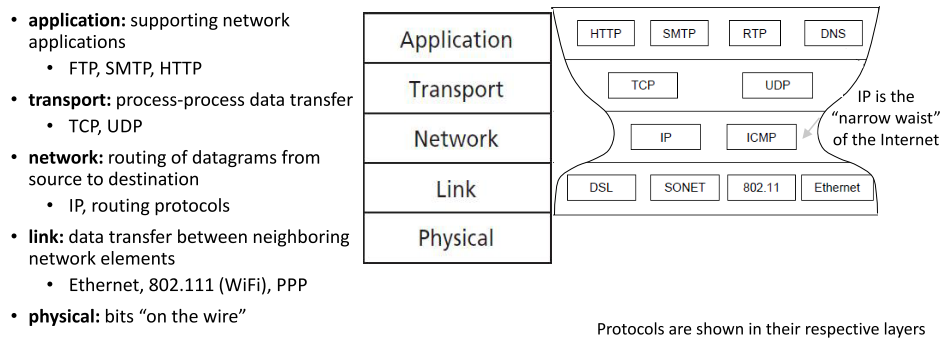 • application: supporting network
applications
• FTP, SMTP, HTTP
• transport: process-process data transfer
• TCP, UDP
• network: routing of datagrams from
source to destination
• IP, routing protocols
• link: data transfer between neighboring
network elements
• Ethernet, 802.111 (WiFi), PPP
• physical: bits “on the wire”
Application
Transport
Network
Link
Physical
HTTP SMTP RTP DNS
TCP UDP
IP ICMP
DSL SONET 802.11 Ethernet
IP is the
“narrow waist”
of the Internet
Protocols are shown in their respective layers